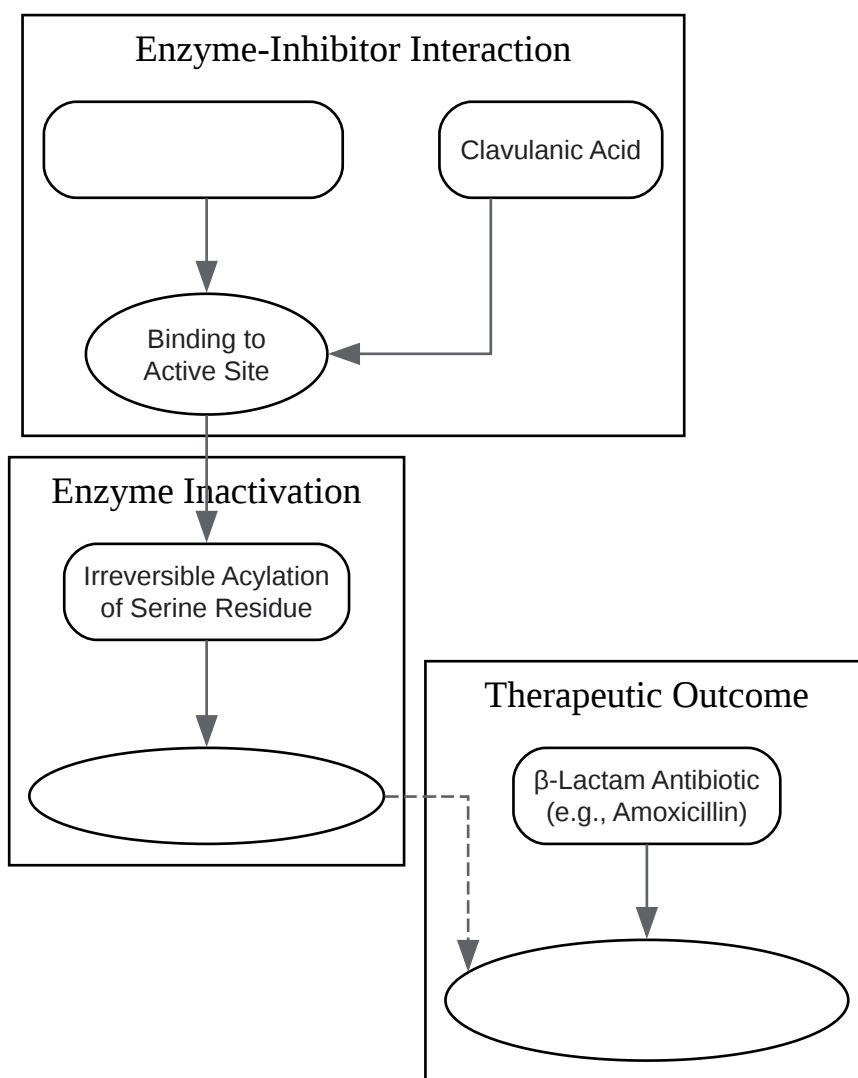 Enzyme-Inhibitor Interaction
Clavulanic Acid
Binding to
Active Site
Enzyme Inactivation
Irreversible Acylation
of Serine Residue
Therapeutic Outcome
β-Lactam Antibiotic
(e.g., Amoxicillin)